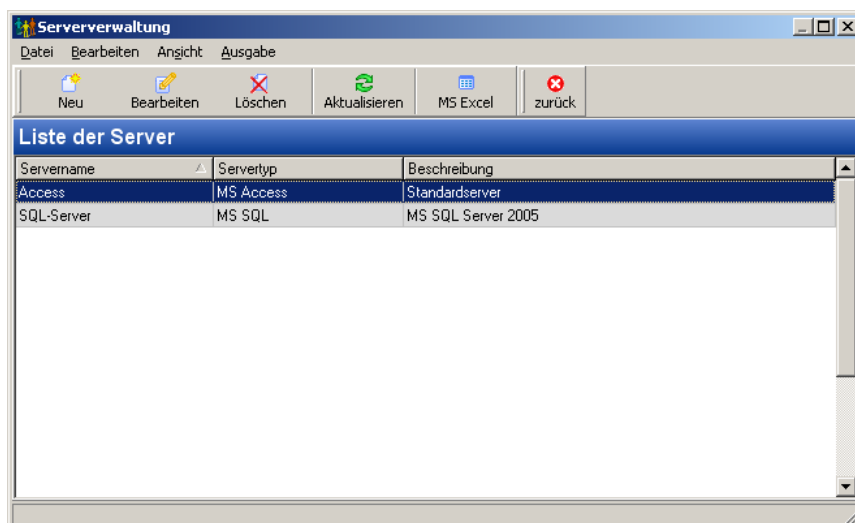 Serververwaltung
Datei Bearbeiten Ansicht Ausgabe
Neu Bearbeiten Löschen Aktualisieren MS Excel zurück
Liste der Server
Servername Servertyp Beschreibung
Access MS Access Standardserver
SQL-Server MS SQL MS SQL Server 2005